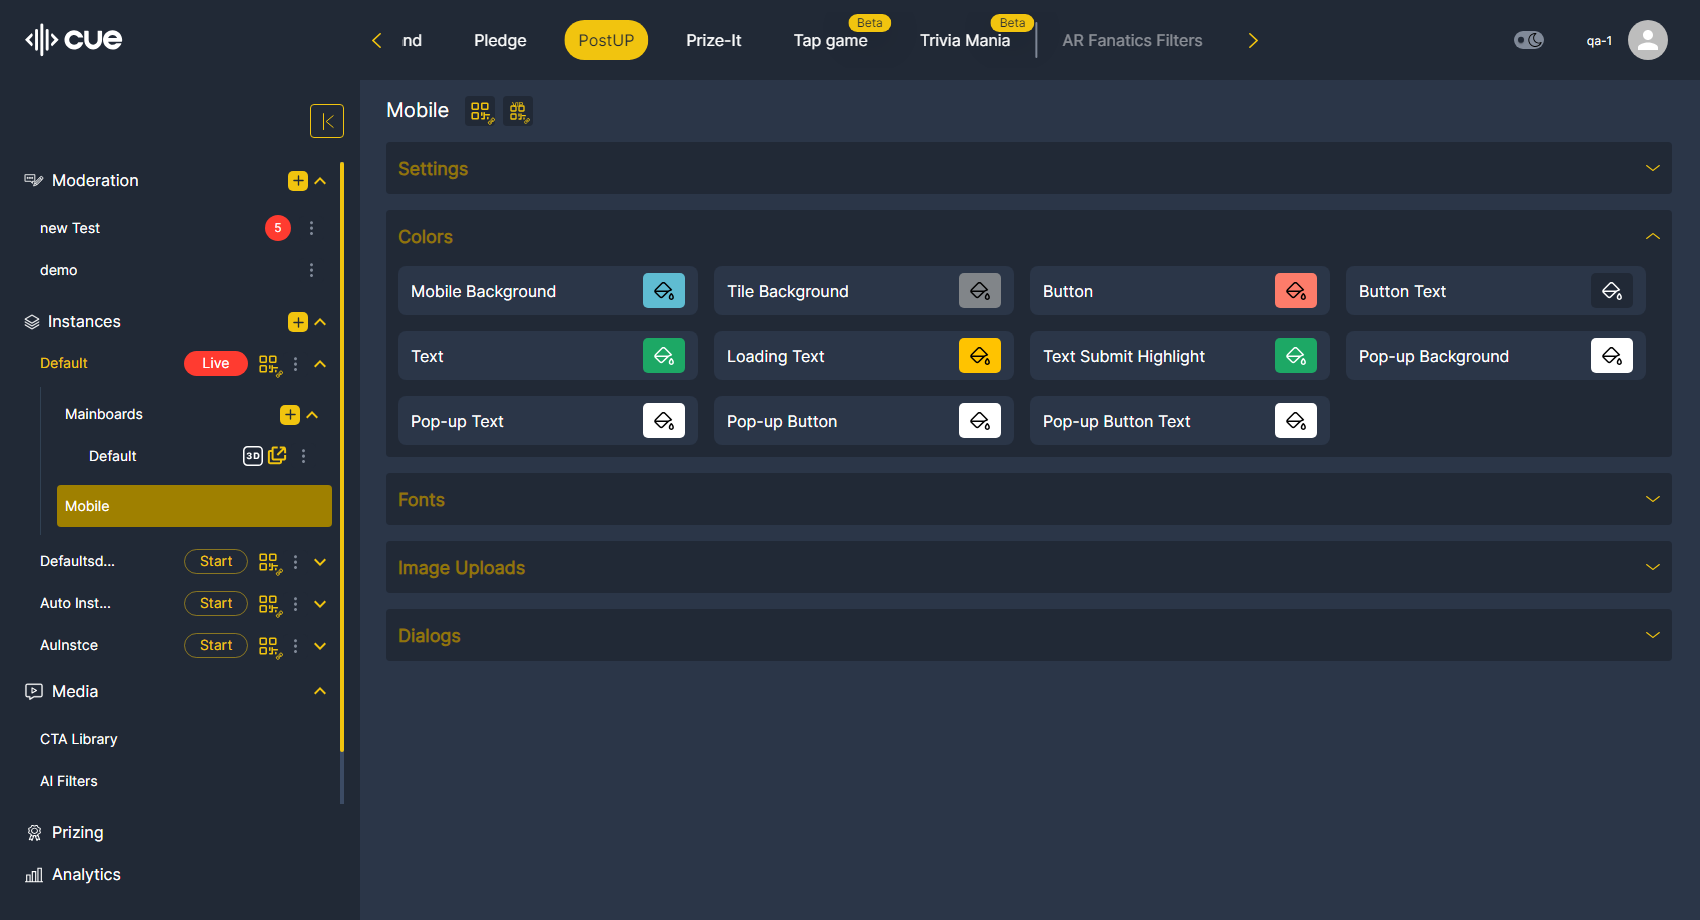 cue
nd
Pledge
PostUP
Prize-It
Tap game
Beta
Trivia Mania
Beta
AR Fanatics Filters
qa-1
Moderation
new Test
5
demo
Instances
Default
Live
Mainboards
Default
3D
Mobile
Defaultsd...
Start
Auto Inst...
Start
AuInstce
Start
Media
CTA Library
AI Filters
Prizing
Analytics
Mobile
Settings
Colors
Mobile Background
Tile Background
Button
Button Text
Text
Loading Text
Text Submit Highlight
Pop-up Background
Pop-up Text
Pop-up Button
Pop-up Button Text
Fonts
Image Uploads
Dialogs